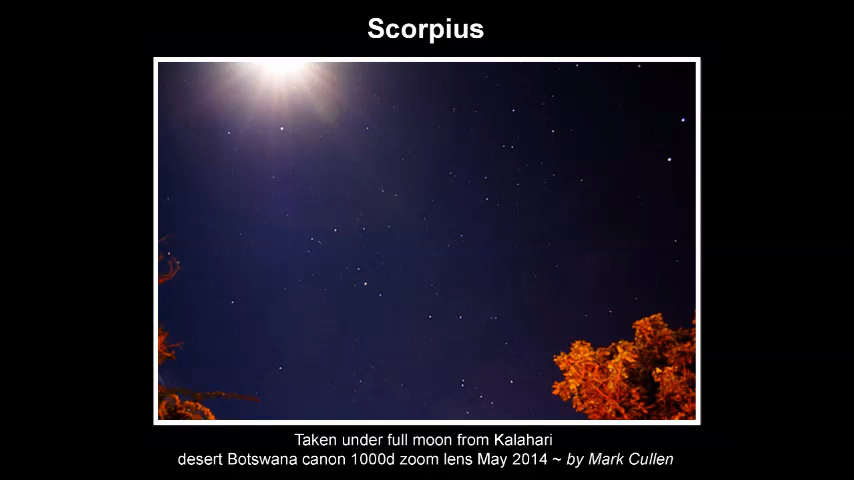 Scorpius
Taken under full moon from Kalahari
desert Botswana canon 1000d zoom lens May 2014 ~ by Mark Cullen